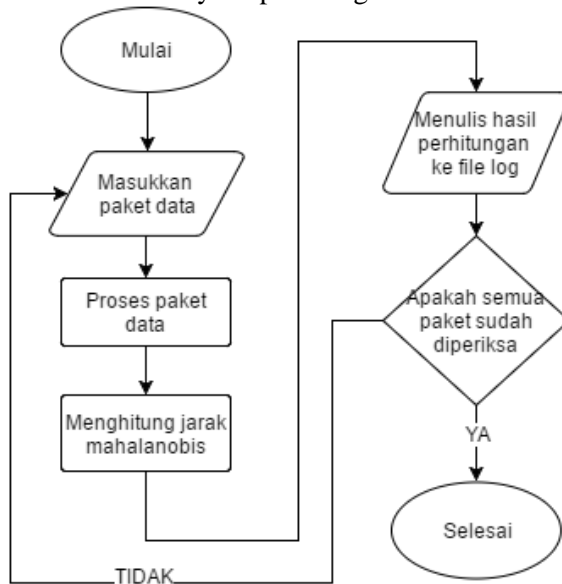 Mulai
Masukkan
paket data
Proses paket
data
Menghitung jarak
mahalanobis
Menulis hasil
perhitungan
ke file log
Apakah semua
paket sudah
diperiksa
YA
Selesai
TIDAK